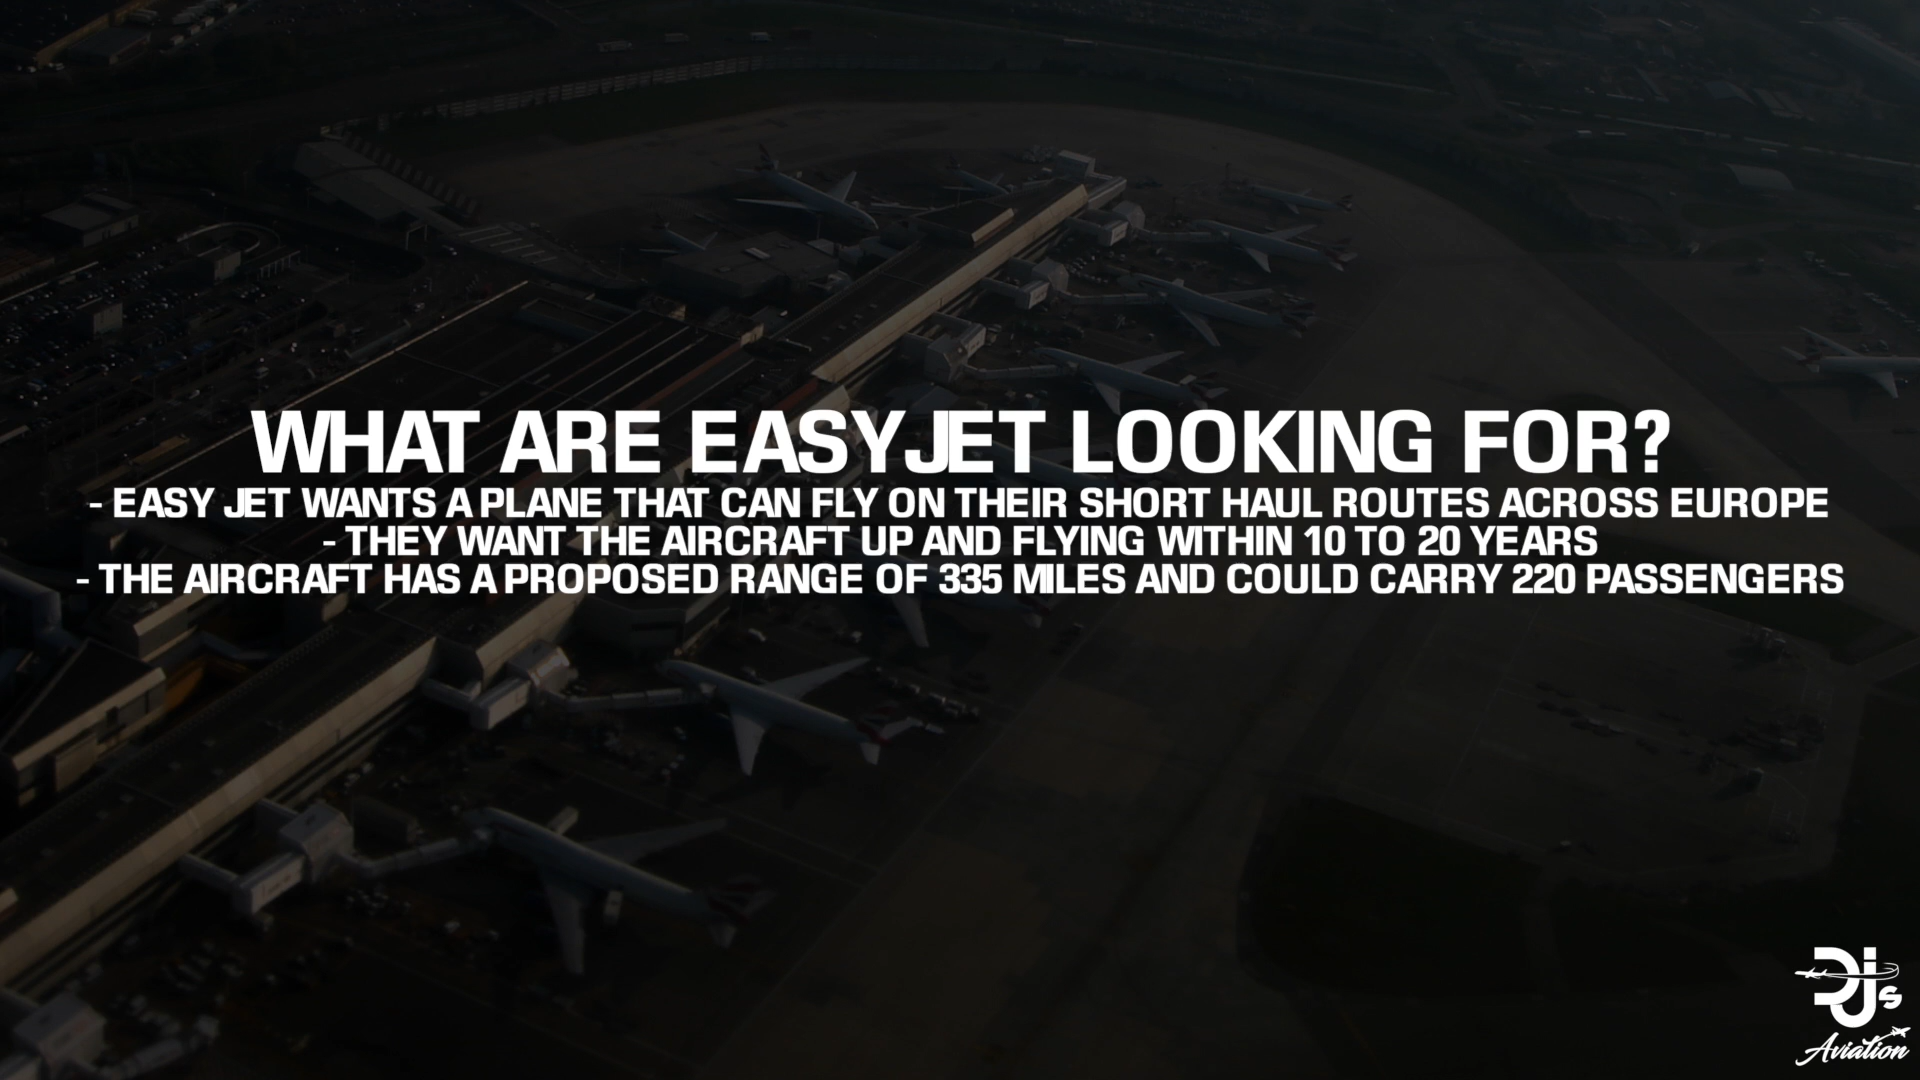 WHAT ARE EASYJET LOOKING FOR?
- EASY JET WANTS A PLANE THAT CAN FLY ON THEIR SHORT HAUL ROUTES ACROSS EUROPE
- THEY WANT THE AIRCRAFT UP AND FLYING WITHIN 10 TO 20 YEARS
- THE AIRCRAFT HAS A PROPOSED RANGE OF 335 MILES AND COULD CARRY 220 PASSENGERS
DJs
Aviation